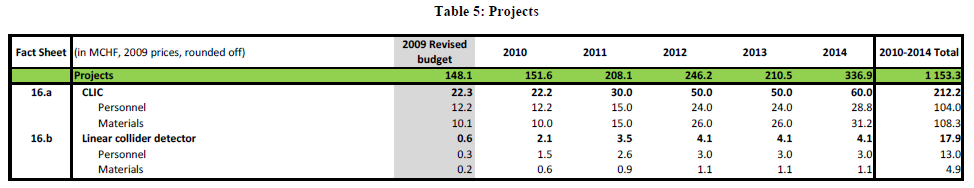 Table 5: Projects
Fact Sheet (in MCHF, 2009 prices, rounded off) 2009 Revised budget 2010 2011 2012 2013 2014 2010-2014 Total
Projects 148.1 151.6 208.1 246.2 210.5 336.9 1 153.3
16.a CLIC 22.3 22.2 30.0 50.0 50.0 60.0 212.2
Personnel 12.2 12.2 15.0 24.0 24.0 28.8 104.0
Materials 10.1 10.0 15.0 26.0 26.0 31.2 108.3
16.b Linear collider detector 0.6 2.1 3.5 4.1 4.1 4.1 17.9
Personnel 0.3 1.5 2.6 3.0 3.0 3.0 13.0
Materials 0.2 0.6 0.9 1.1 1.1 1.1 4.9